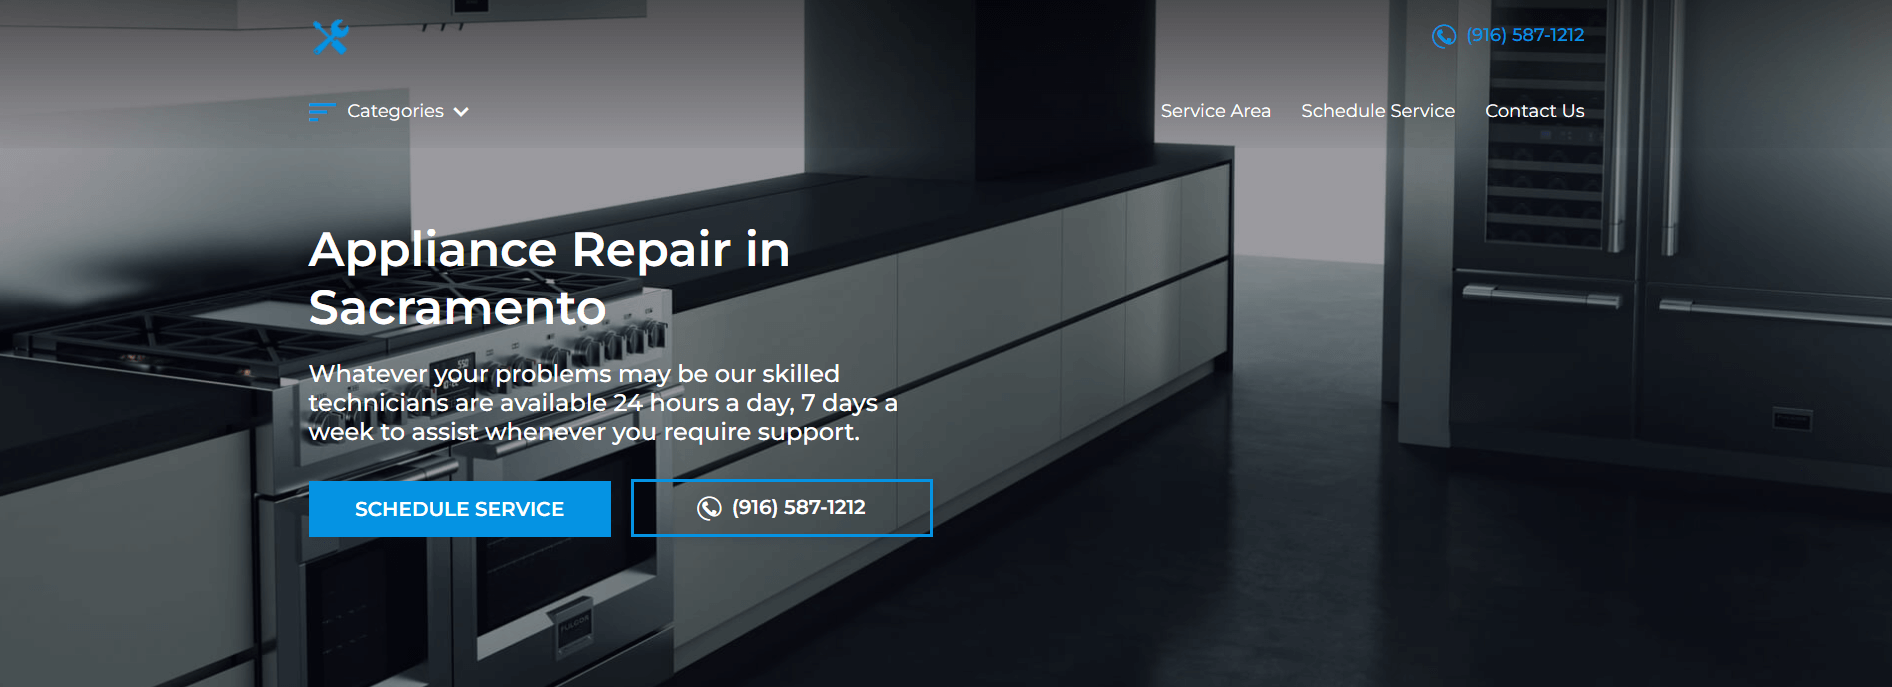 (916) 587-1212
Categories
Service Area
Schedule Service
Contact Us
Appliance Repair in
Sacramento
Whatever your problems may be our skilled
technicians are available 24 hours a day, 7 days a
week to assist whenever you require support.
SCHEDULE SERVICE
(916) 587-1212
FULGOR